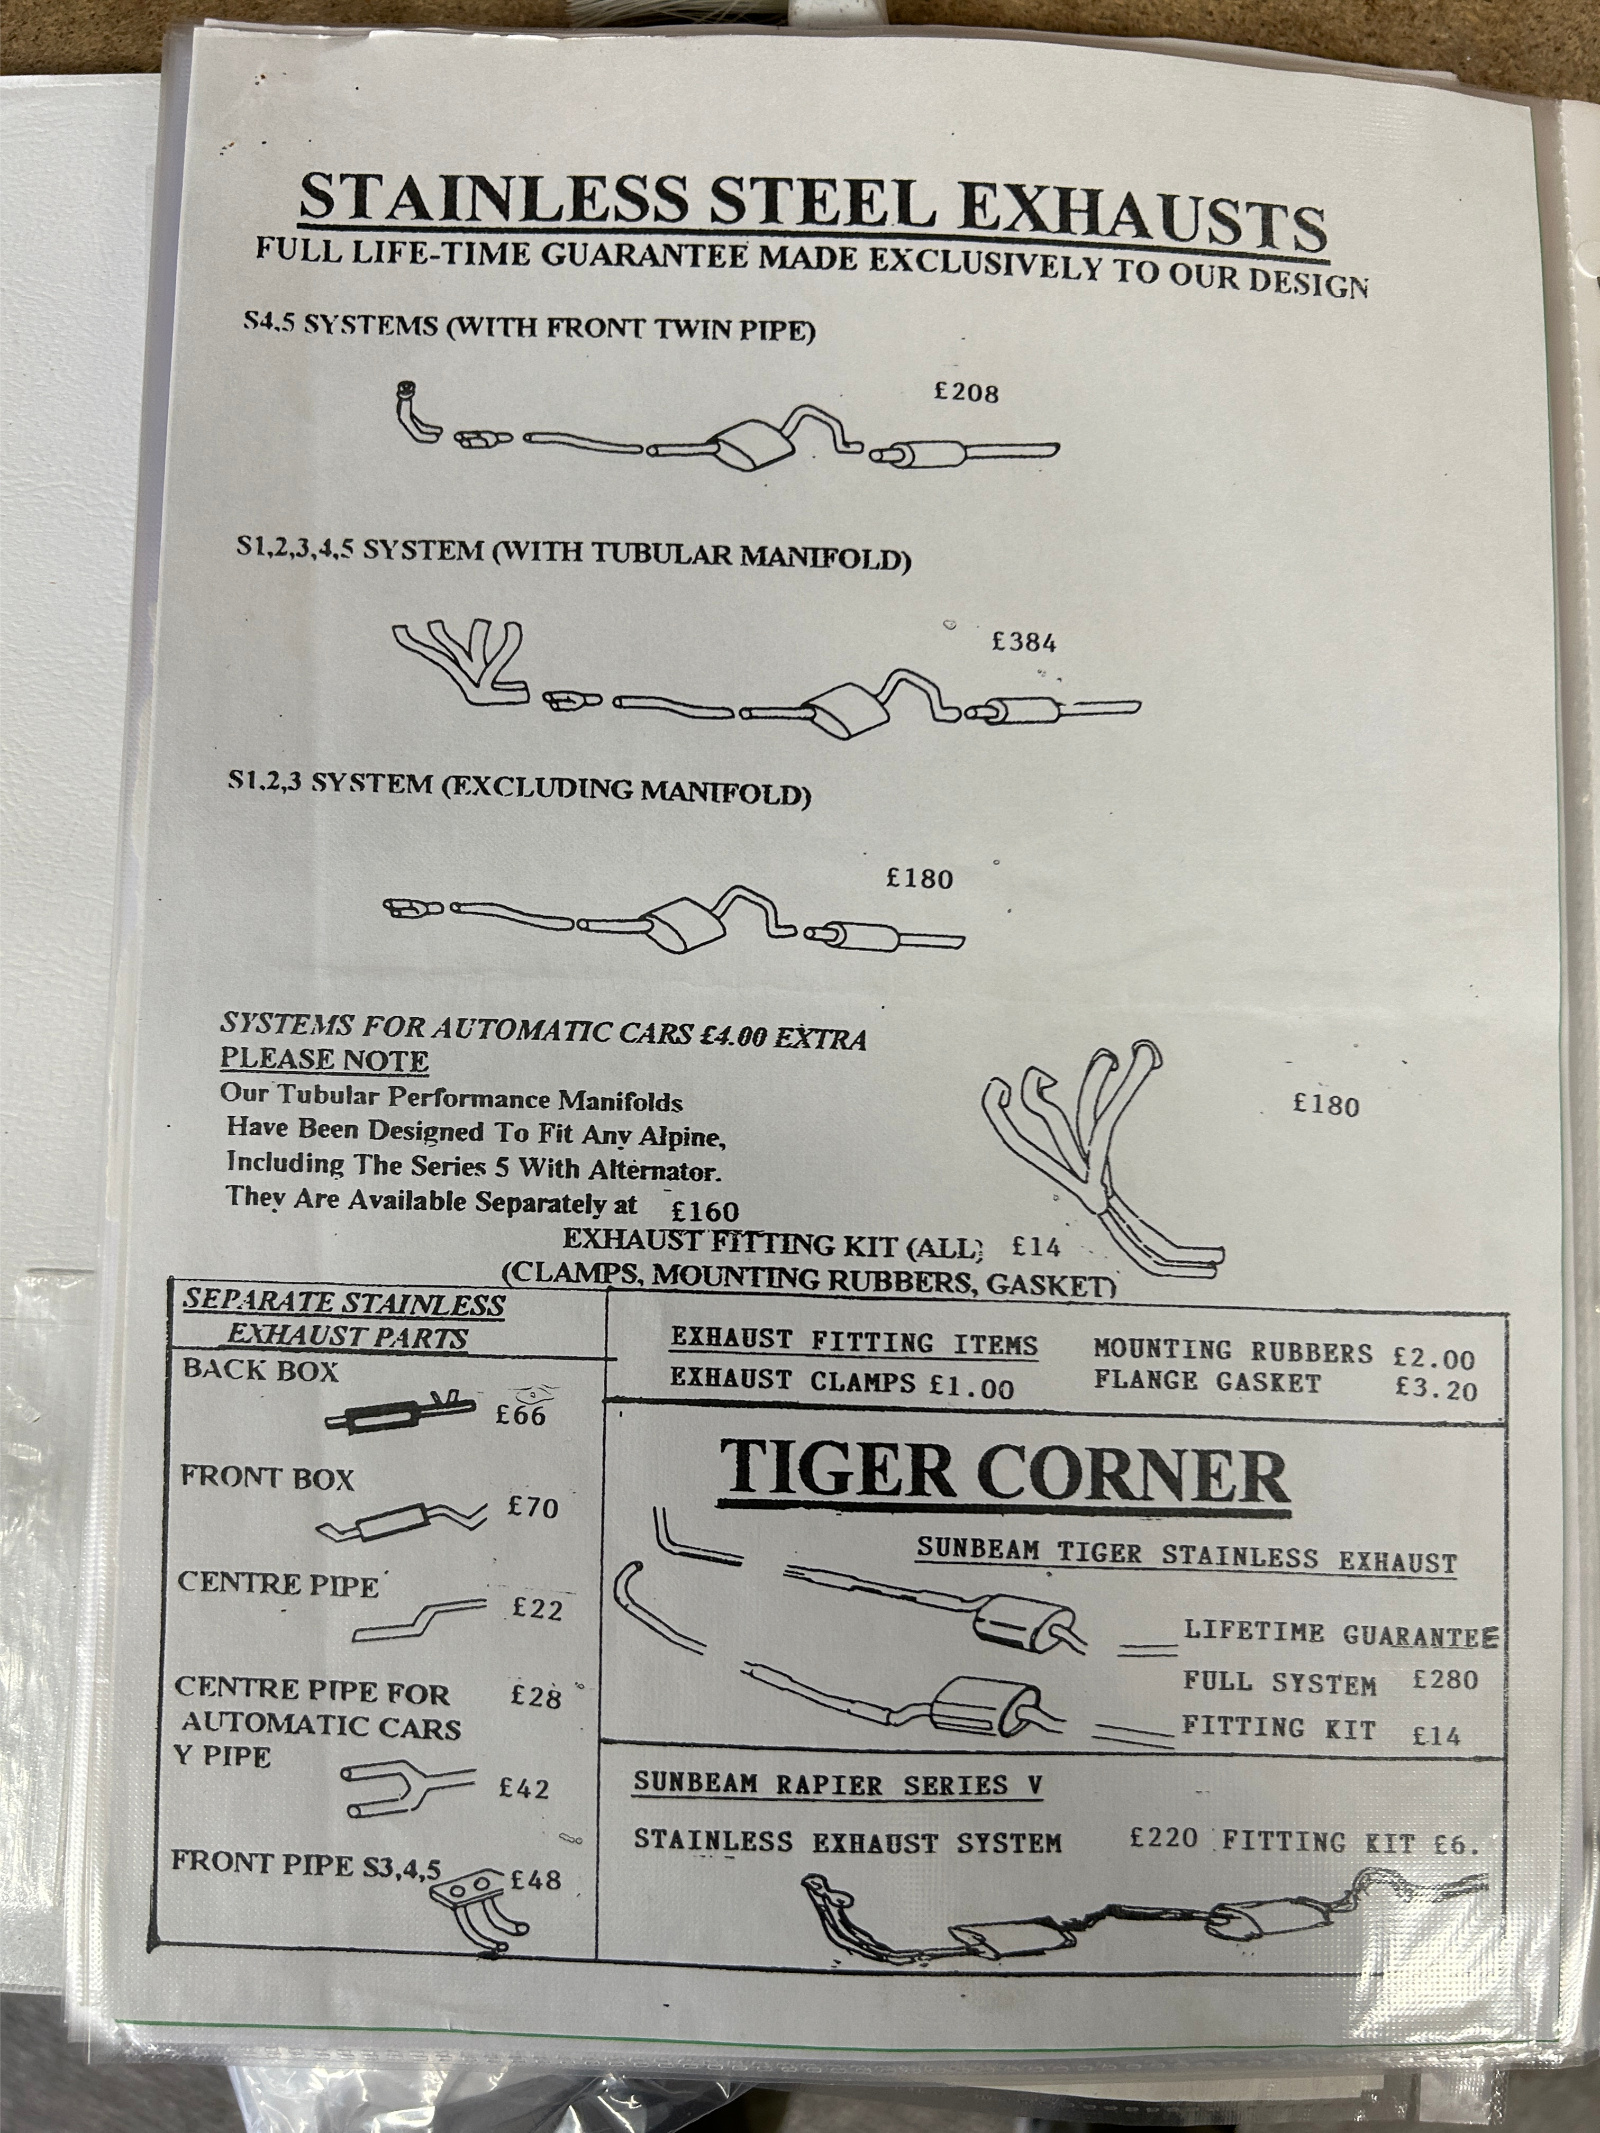 STAINLESS STEEL EXHAUSTS
FULL LIFE-TIME GUARANTEE MADE EXCLUSIVELY TO OUR DESIGN
S4,5 SYSTEMS (WITH FRONT TWIN PIPE)
£208
S1,2,3,4,5 SYSTEM (WITH TUBULAR MANIFOLD)
£384
S1,2,3 SYSTEM (EXCLUDING MANIFOLD)
£180
SYSTEMS FOR AUTOMATIC CARS £4.00 EXTRA
PLEASE NOTE
Our Tubular Performance Manifolds
Have Been Designed To Fit Any Alpine,
Including The Series 5 With Alternator.
They Are Available Separately at £160
£180
EXHAUST FITTING KIT (ALL) £14
(CLAMPS, MOUNTING RUBBERS, GASKET)
SEPARATE STAINLESS
EXHAUST PARTS
BACK BOX
£66
FRONT BOX
£70
CENTRE PIPE
£22
CENTRE PIPE FOR £28
AUTOMATIC CARS
Y PIPE
£42
FRONT PIPE S3,4,5 £48
EXHAUST FITTING ITEMS MOUNTING RUBBERS £2.00
EXHAUST CLAMPS £1.00 FLANGE GASKET £3.20
TIGER CORNER
SUNBEAM TIGER STAINLESS EXHAUST
LIFETIME GUARANTEE
FULL SYSTEM £280
FITTING KIT £14
SUNBEAM RAPIER SERIES V
STAINLESS EXHAUST SYSTEM £220 FITTING KIT £6.